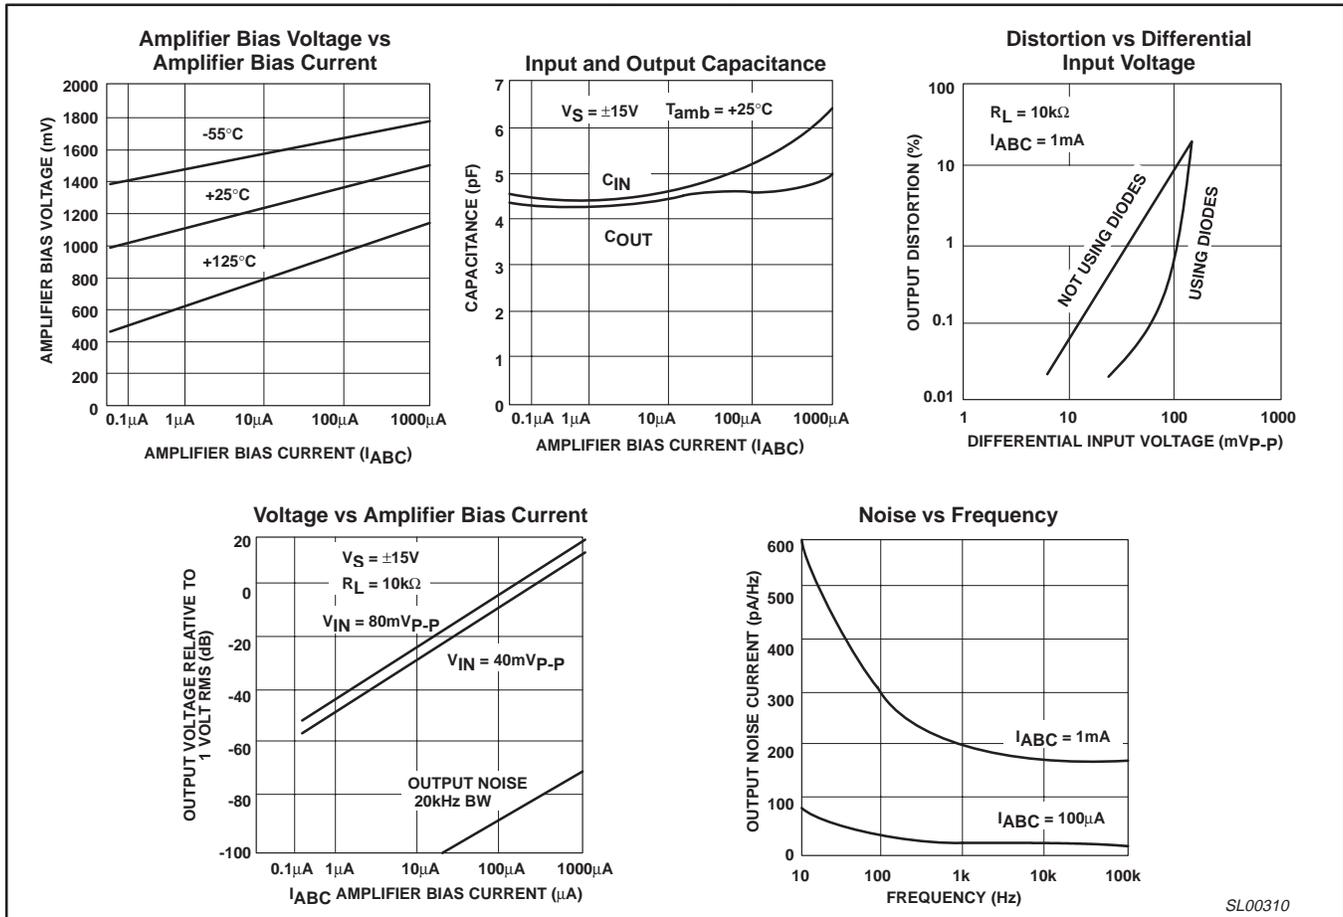 Amplifier Bias Voltage vs
Amplifier Bias Current
2000
1800
1600
1400
1200
1000
800
600
400
200
0
AMPLIFIER BIAS VOLTAGE (mV)
-55°C
+25°C
+125°C
0.1µA 1µA 10µA 100µA 1000µA
AMPLIFIER BIAS CURRENT (IABC)
Input and Output Capacitance
7
6
5
4
3
2
1
0
CAPACITANCE (pF)
VS = ±15V Tamb = +25°C
CIN
COUT
0.1µA 1µA 10µA 100µA 1000µA
AMPLIFIER BIAS CURRENT (IABC)
Distortion vs Differential
Input Voltage
100
10
1
0.1
0.01
OUTPUT DISTORTION (%)
RL = 10kΩ
IABC = 1mA
NOT USING DIODES
USING DIODES
1 10 100 1000
DIFFERENTIAL INPUT VOLTAGE (mVP-P)
Voltage vs Amplifier Bias Current
20
0
-20
-40
-60
-80
-100
OUTPUT VOLTAGE RELATIVE TO
1 VOLT RMS (dB)
VS = ±15V
RL = 10kΩ
VIN = 80mVP-P
VIN = 40mVP-P
OUTPUT NOISE
20kHz BW
0.1µA 1µA 10µA 100µA 1000µA
IABC AMPLIFIER BIAS CURRENT (µA)
Noise vs Frequency
600
500
400
300
200
100
0
OUTPUT NOISE CURRENT (pA/Hz)
IABC = 1mA
IABC = 100µA
10 100 1k 10k 100k
FREQUENCY (Hz)
SL00310